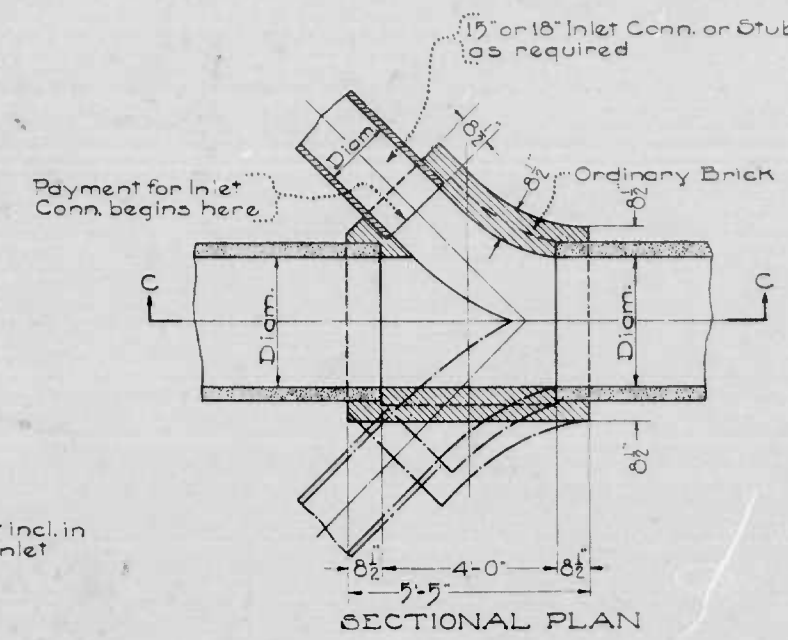 15" or 18" Inlet Conn. or Stub
as required
Diam.
8½"
8½"
Ordinary Brick
8½"
Payment for Inlet
Conn. begins here
C
C
Diam.
Diam.
8½"
incl. in
nlet
8½"
4'-0"
8½"
5'-5"
SECTIONAL PLAN